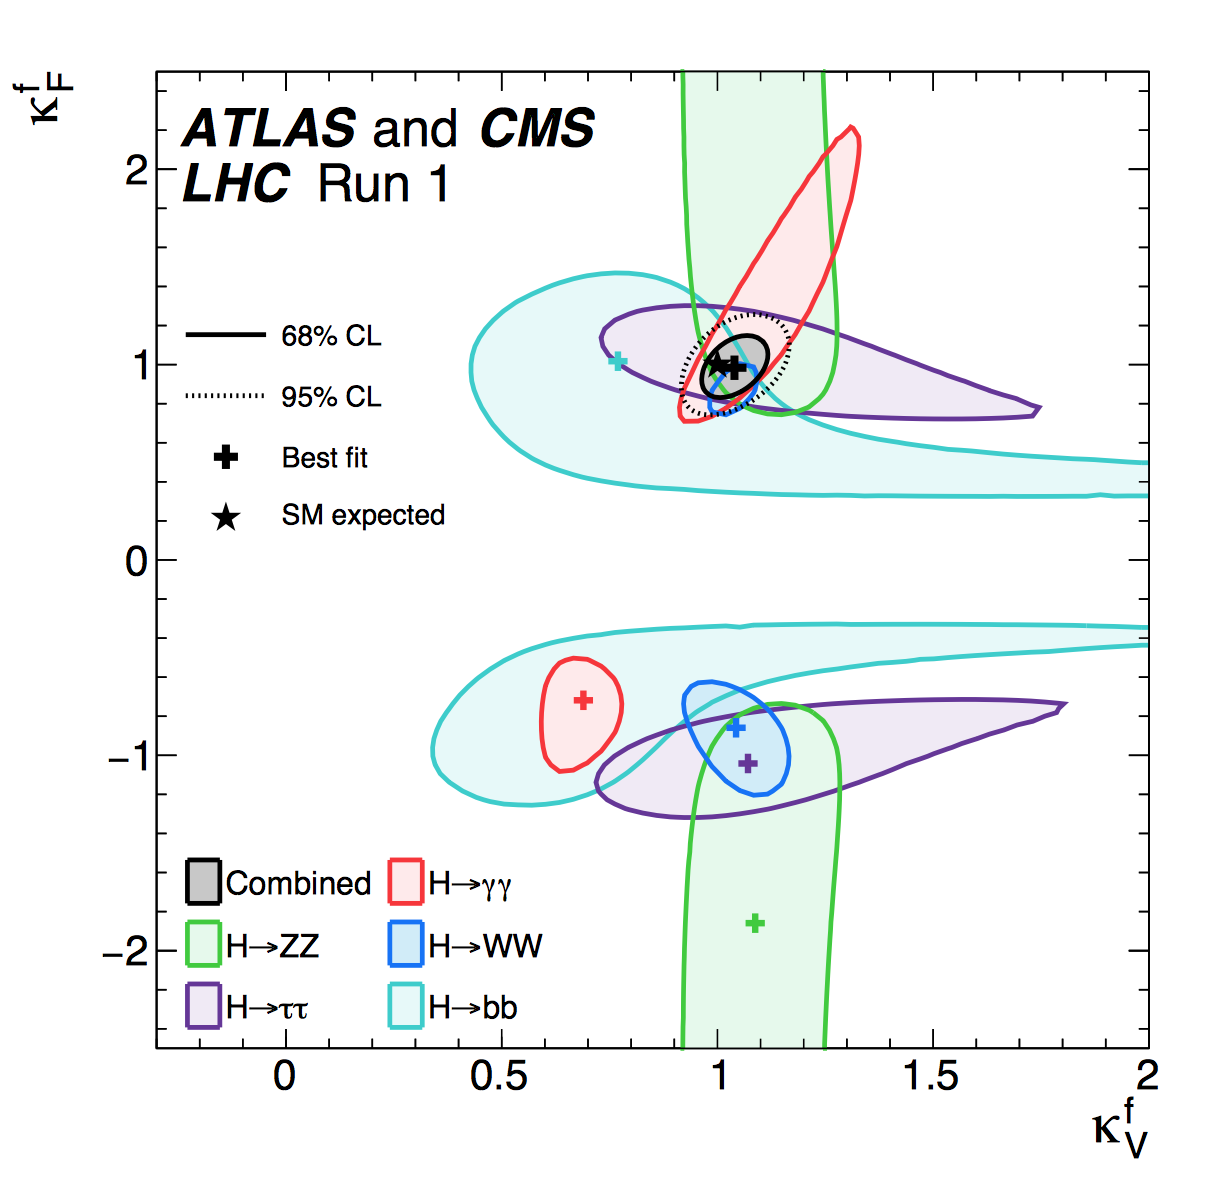 κ_F^f
ATLAS and CMS
LHC Run 1
68% CL
95% CL
Best fit
SM expected
2
1
0
−1
−2
Combined
H→γγ
H→ZZ
H→WW
H→ττ
H→bb
0 0.5 1 1.5 2
κ_V^f